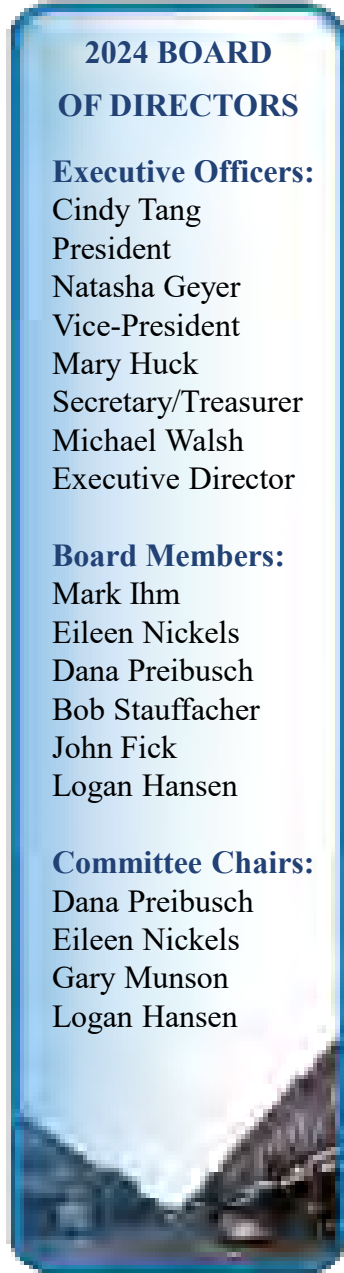 2024 BOARD
OF DIRECTORS
Executive Officers:
Cindy Tang
President
Natasha Geyer
Vice-President
Mary Huck
Secretary/Treasurer
Michael Walsh
Executive Director
Board Members:
Mark Ihm
Eileen Nickels
Dana Preibusch
Bob Stauffacher
John Fick
Logan Hansen
Committee Chairs:
Dana Preibusch
Eileen Nickels
Gary Munson
Logan Hansen